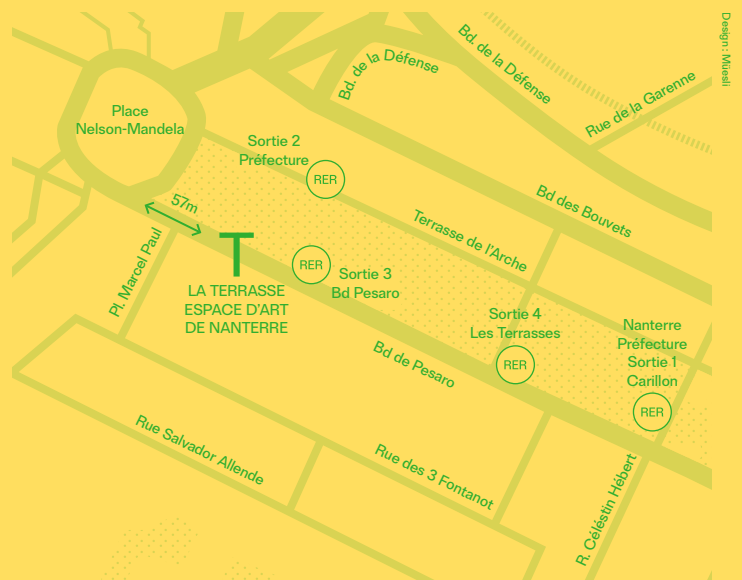 Design : Müesli
Bd. de la Défense
Bd. de la Défense
Rue de la Garenne
Place
Nelson-Mandela
Sortie 2
Préfecture
RER
57m
Bd des Bouvets
Terrasse de l'Arche
Pl. Marcel Paul
T
RER
Sortie 3
Bd Pesaro
LA TERRASSE
ESPACE D'ART
DE NANTERRE
Sortie 4
Les Terrasses
RER
Nanterre
Préfecture
Sortie 1
Carillon
RER
Bd de Pesaro
Rue Salvador Allende
Rue des 3 Fontanot
R. Céléstin Hébert